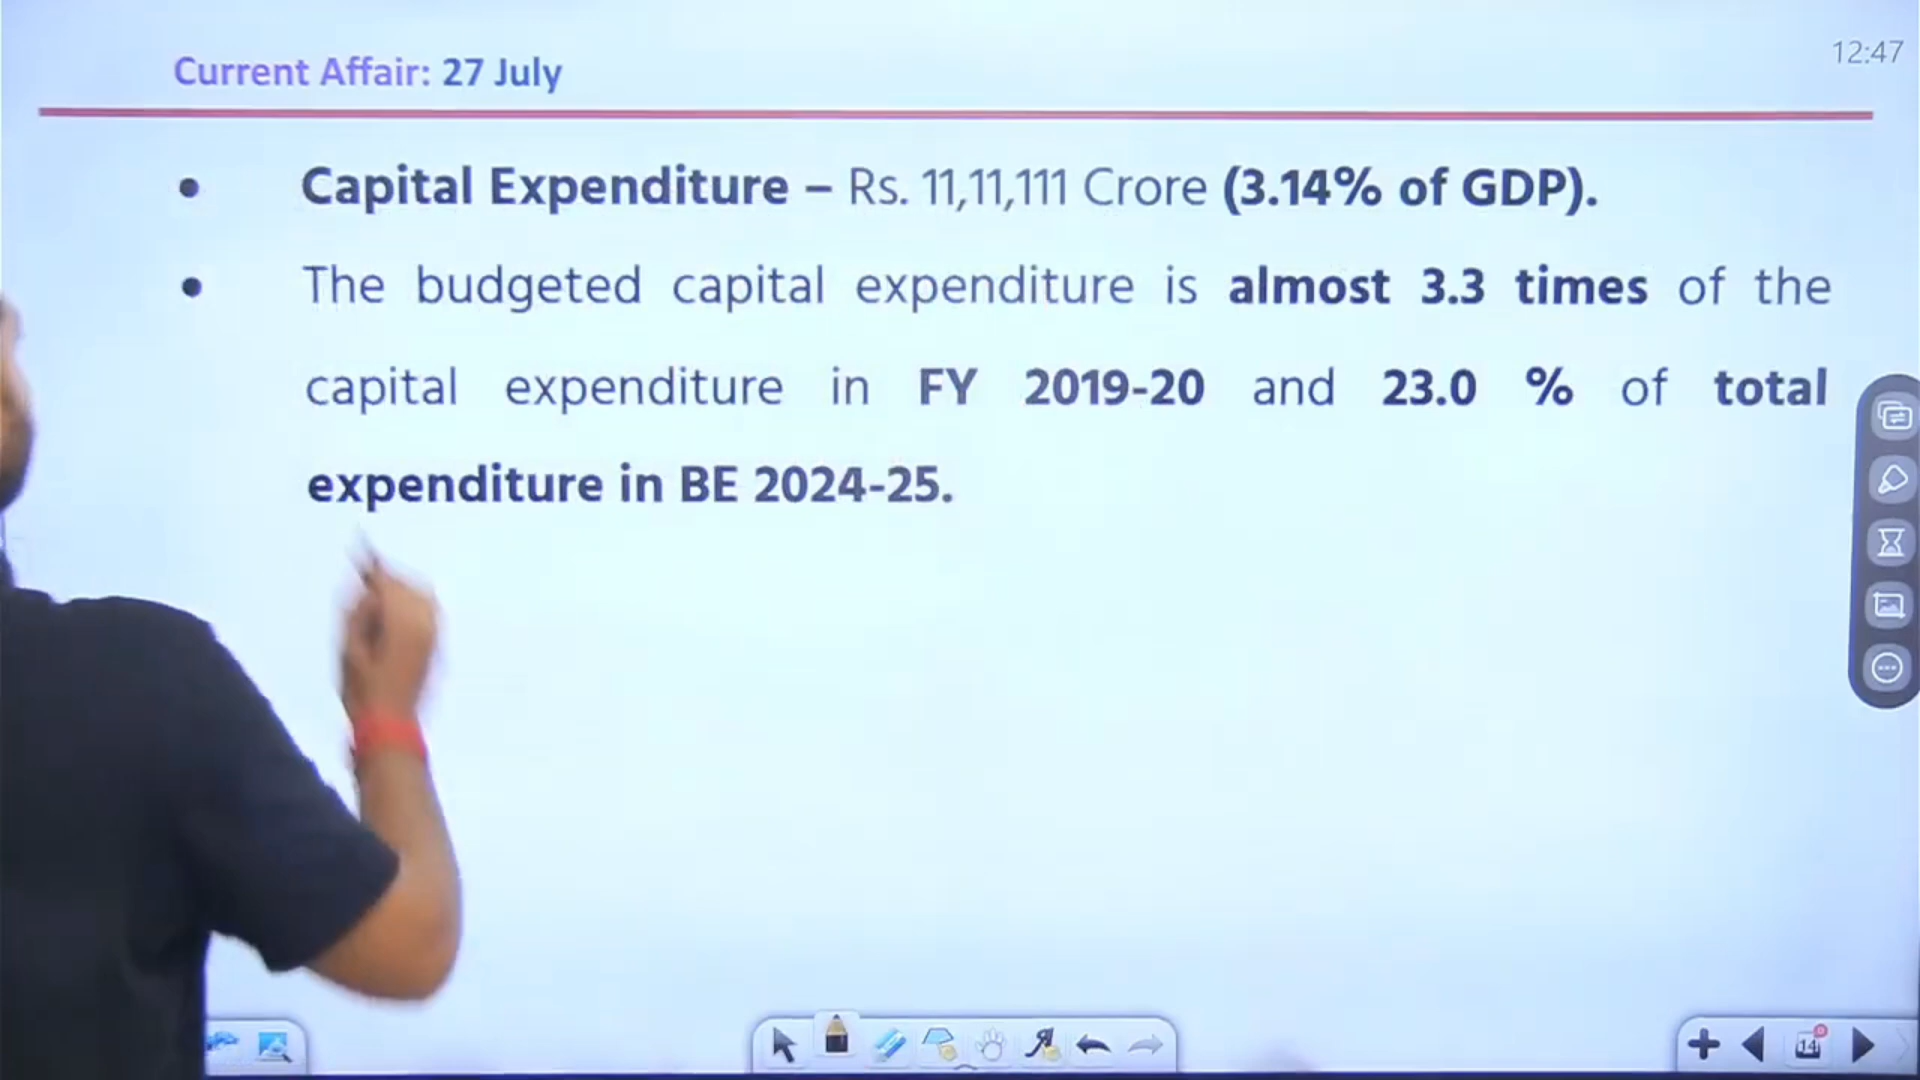 Current Affair: 27 July
12:47
• Capital Expenditure – Rs. 11,11,111 Crore (3.14% of GDP).
• The budgeted capital expenditure is almost 3.3 times of the
capital expenditure in FY 2019-20 and 23.0 % of total
expenditure in BE 2024-25.
14